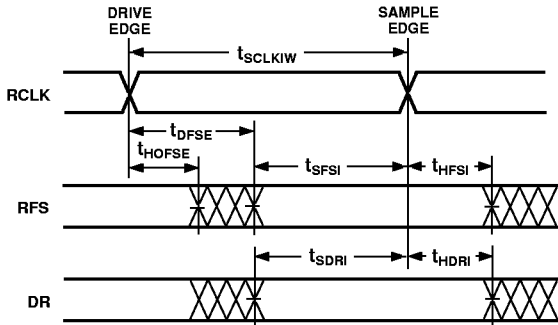 DRIVE EDGE
SAMPLE EDGE
tSCLKIW
RCLK
tDFSE
tHOFSE
tSFSI
tHFSI
RFS
tSDRI
tHDRI
DR